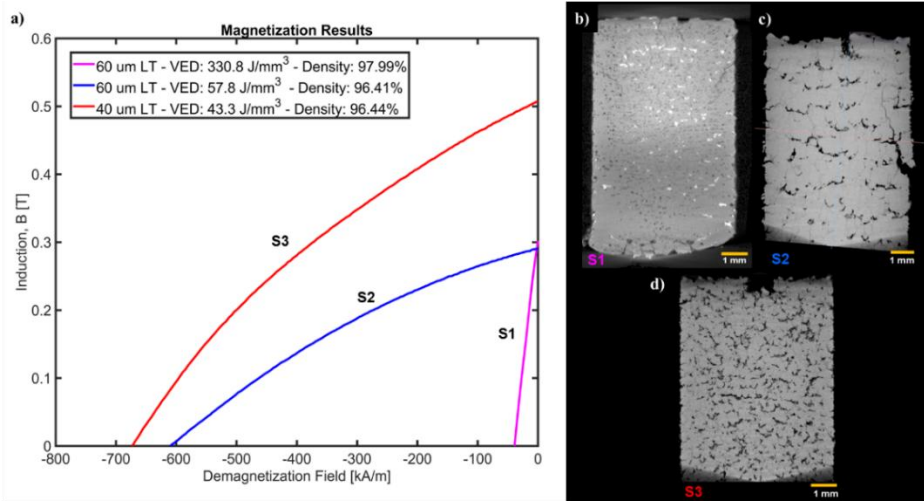 a)
Magnetization Results
60 um LT - VED: 330.8 J/mm³ - Density: 97.99%
60 um LT - VED: 57.8 J/mm³ - Density: 96.41%
40 um LT - VED: 43.3 J/mm³ - Density: 96.44%
Induction, B [T]
0.6
0.5
0.4
0.3
0.2
0.1
0
S3
S2
S1
-800
-700
-600
-500
-400
-300
-200
-100
0
Demagnetization Field [kA/m]
b)
S1
1 mm
c)
S2
1 mm
d)
S3
1 mm